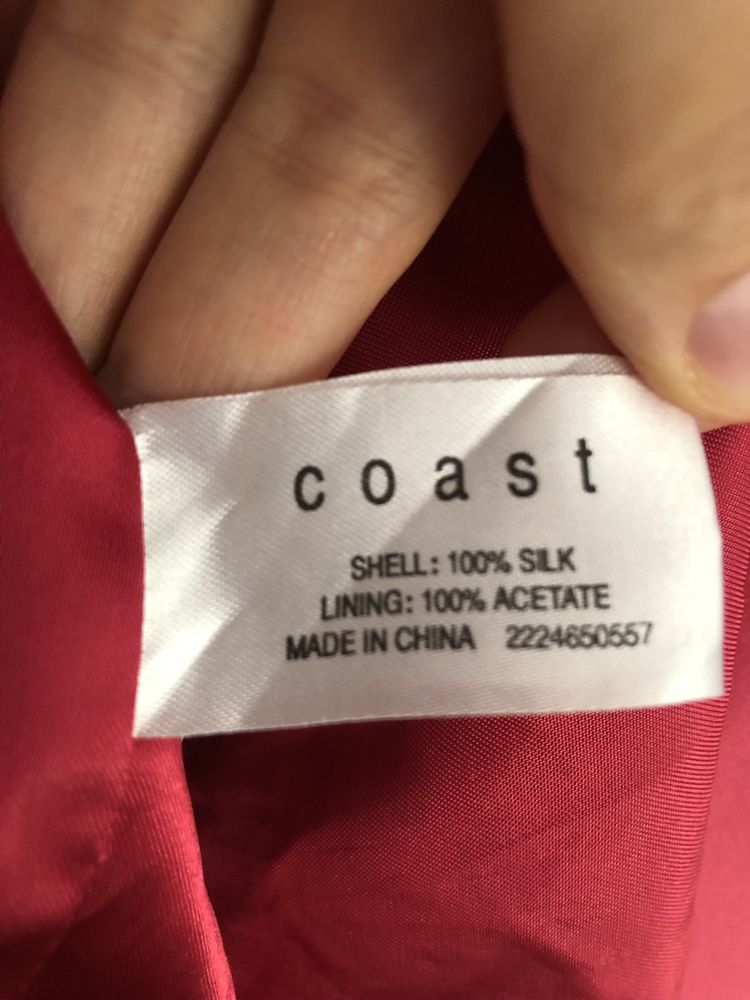 coast
SHELL: 100% SILK
LINING: 100% ACETATE
MADE IN CHINA 2224650557